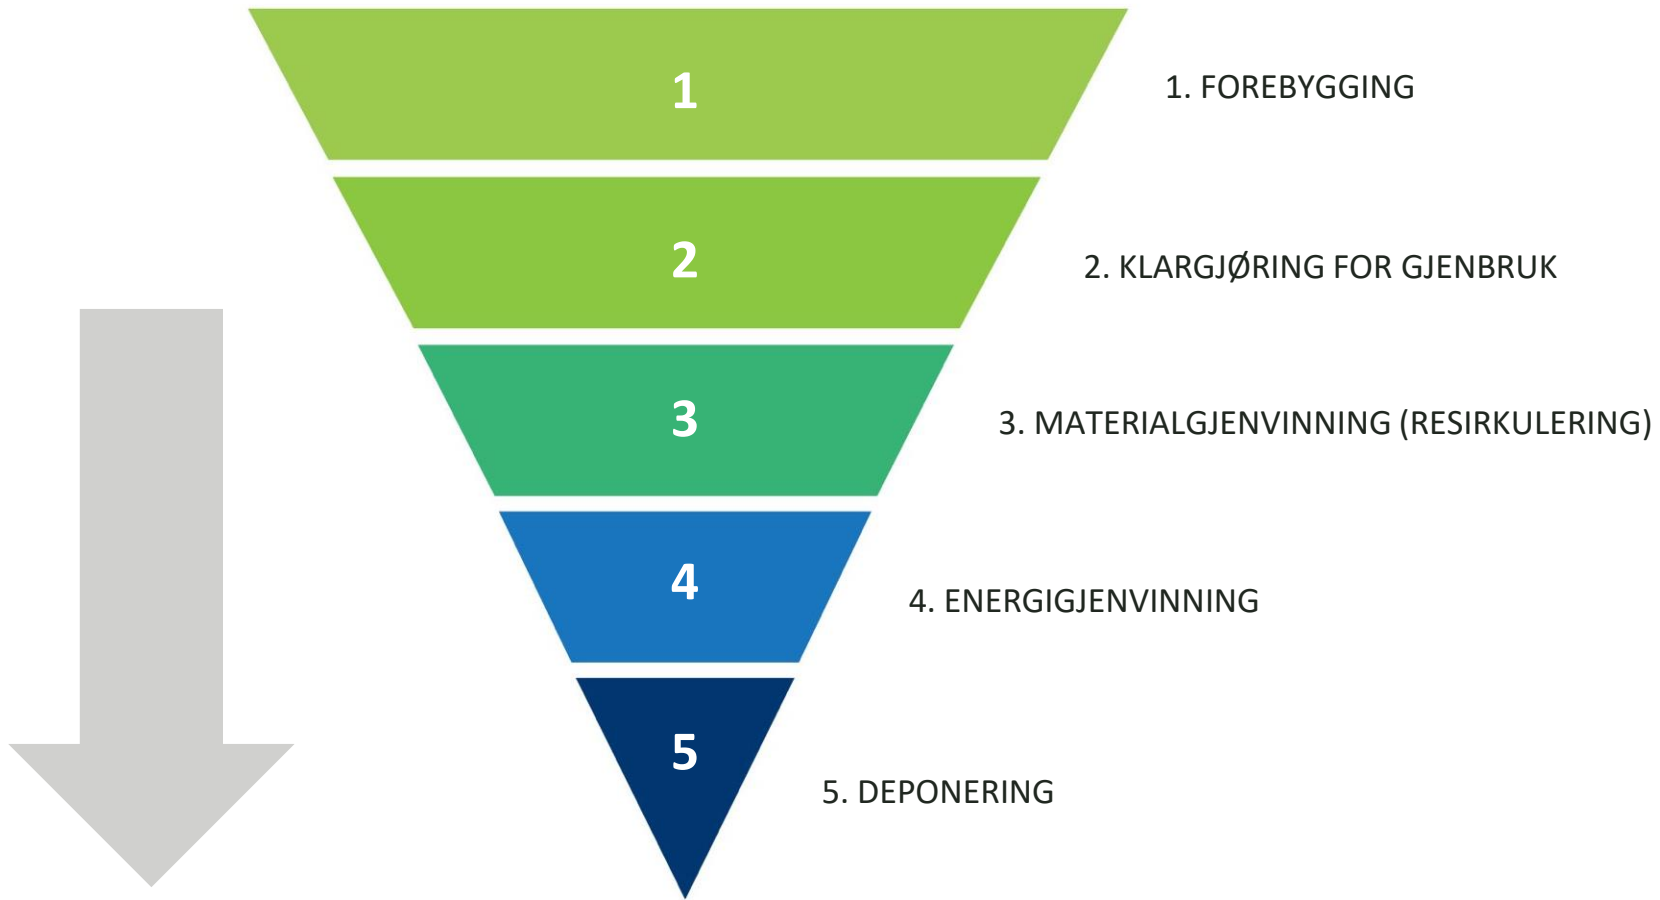 1
1. FOREBYGGING
2
2. KLARGJØRING FOR GJENBRUK
3
3. MATERIALGJENVINNING (RESIRKULERING)
4
4. ENERGIGJENVINNING
5
5. DEPONERING